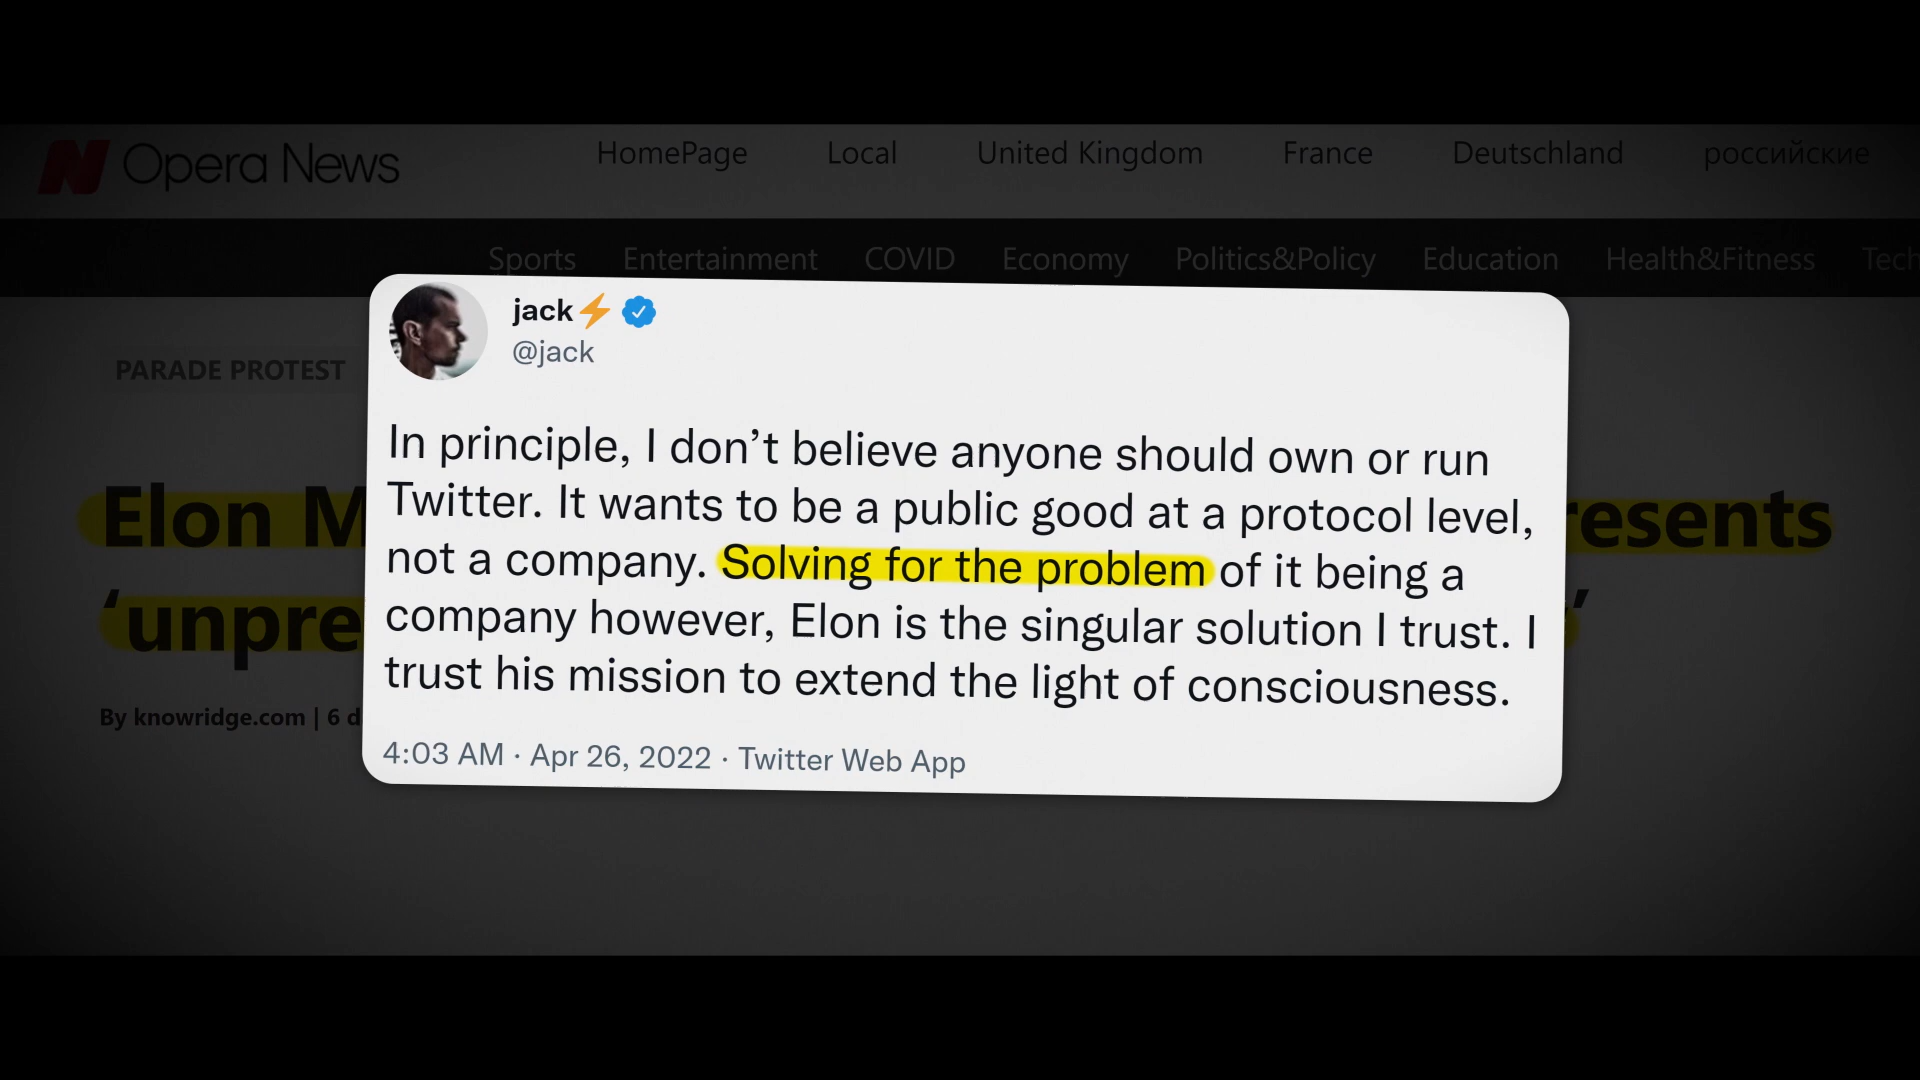 Opera News
HomePage Local United Kingdom France Deutschland российские
Sports Entertainment COVID Economy Politics&Policy Education Health&Fitness Tech
PARADE PROTEST
jack⚡
@jack
In principle, I don’t believe anyone should own or run
Twitter. It wants to be a public good at a protocol level,
not a company. Solving for the problem of it being a
company however, Elon is the singular solution I trust. I
trust his mission to extend the light of consciousness.
4:03 AM · Apr 26, 2022 · Twitter Web App
Elon
By knowridge.com | 6